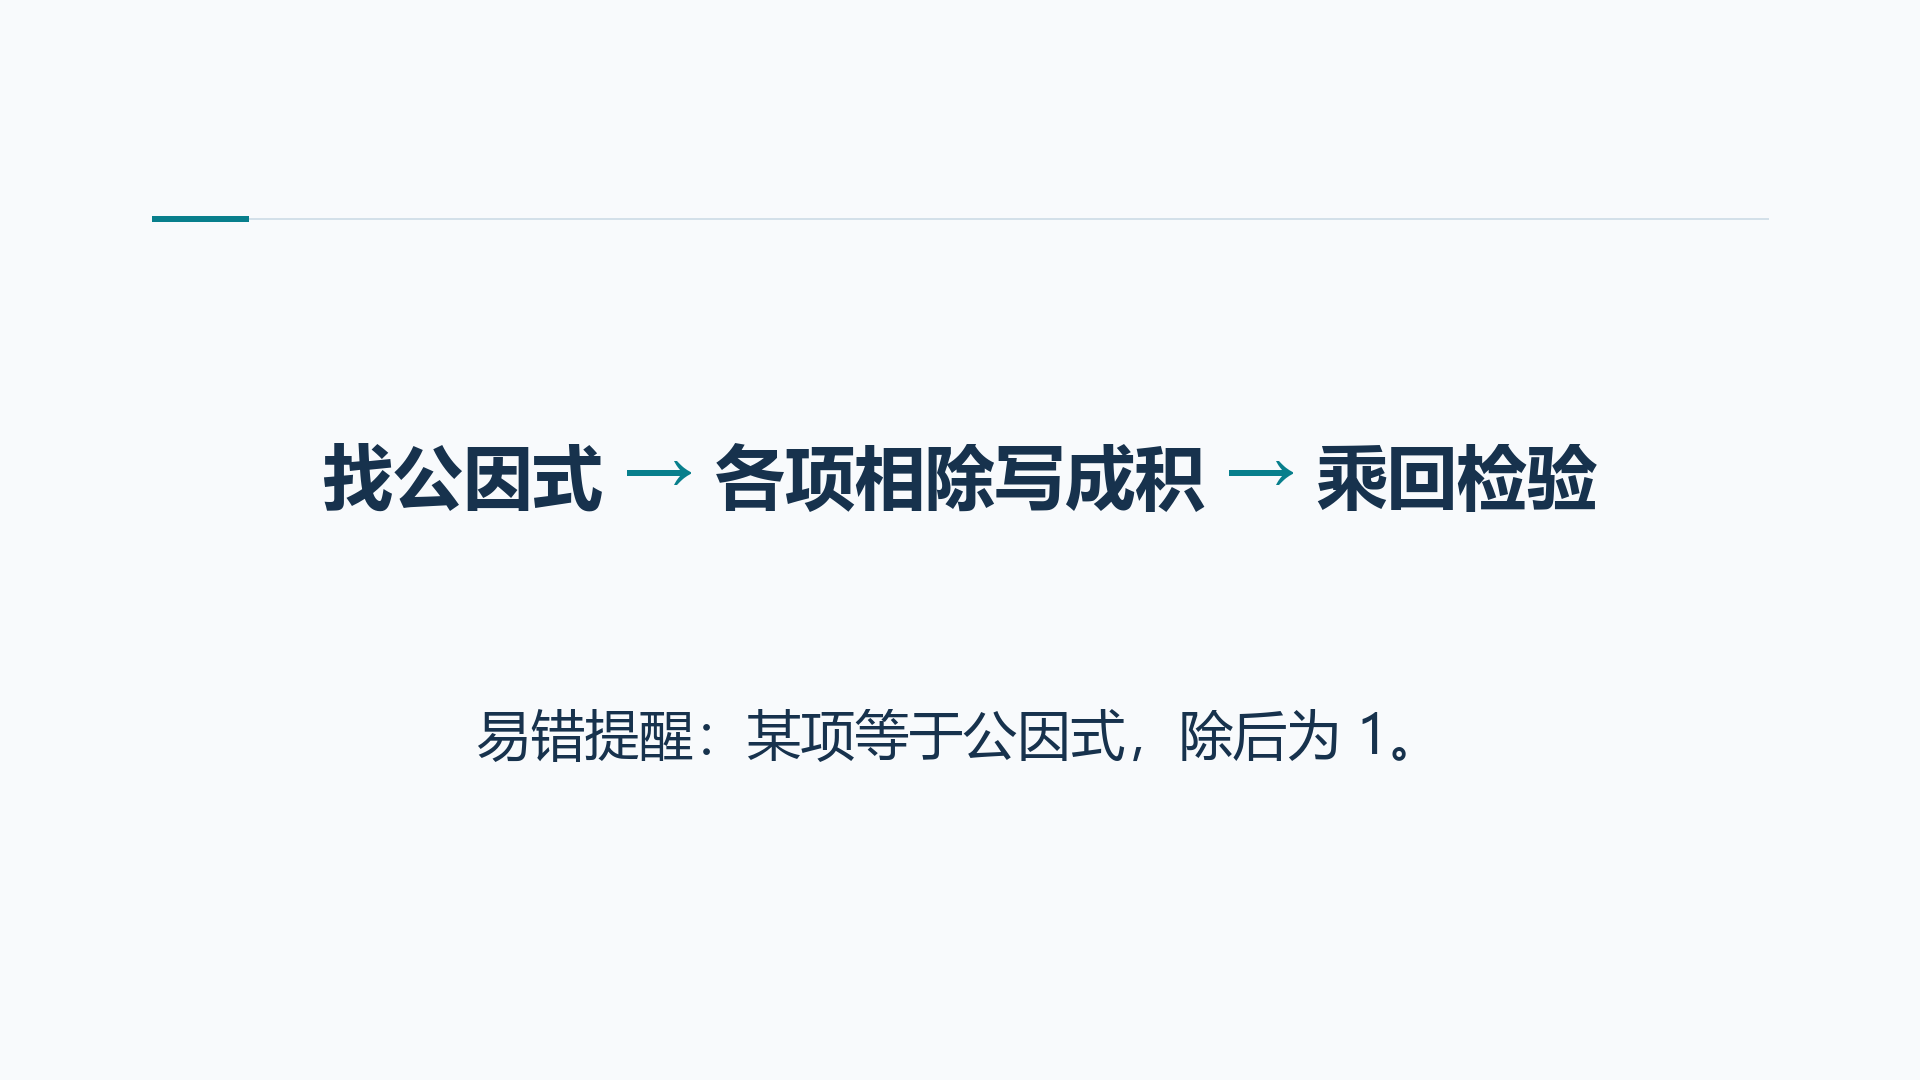 找公因式 → 各项相除写成积 → 乘回检验
易错提醒：某项等于公因式，除后为 1。